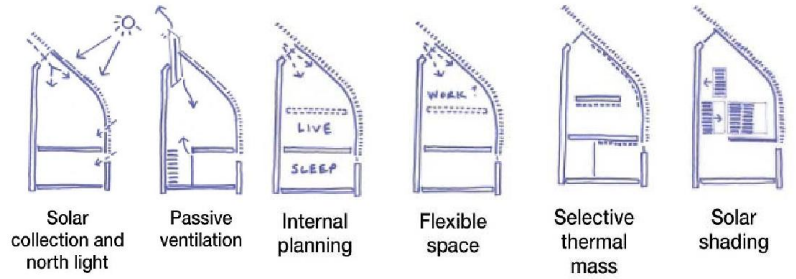 LIVE
SLEEP
WORK?
Solar
collection and
north light
Passive
ventilation
Internal
planning
Flexible
space
Selective
thermal
mass
Solar
shading